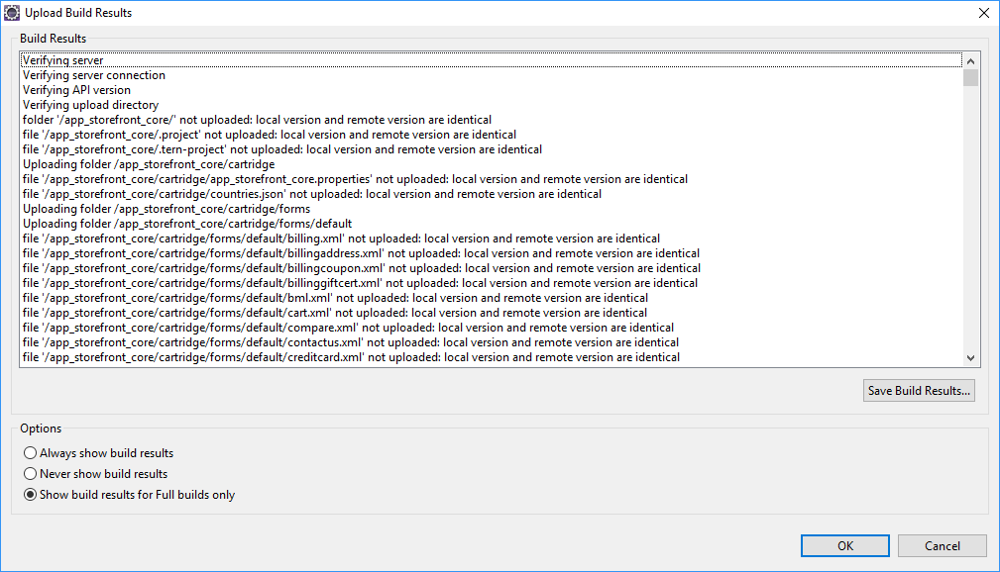 Upload Build Results
Build Results
Verifying server
Verifying server connection
Verifying API version
Verifying upload directory
folder '/app_storefront_core/' not uploaded: local version and remote version are identical
file '/app_storefront_core/.project' not uploaded: local version and remote version are identical
file '/app_storefront_core/.tern-project' not uploaded: local version and remote version are identical
Uploading folder /app_storefront_core/cartridge
file '/app_storefront_core/cartridge/app_storefront_core.properties' not uploaded: local version and remote version are identical
file '/app_storefront_core/cartridge/countries.json' not uploaded: local version and remote version are identical
Uploading folder /app_storefront_core/cartridge/forms
Uploading folder /app_storefront_core/cartridge/forms/default
file '/app_storefront_core/cartridge/forms/default/billing.xml' not uploaded: local version and remote version are identical
file '/app_storefront_core/cartridge/forms/default/billingaddress.xml' not uploaded: local version and remote version are identical
file '/app_storefront_core/cartridge/forms/default/billingcoupon.xml' not uploaded: local version and remote version are identical
file '/app_storefront_core/cartridge/forms/default/billinggiftcert.xml' not uploaded: local version and remote version are identical
file '/app_storefront_core/cartridge/forms/default/bml.xml' not uploaded: local version and remote version are identical
file '/app_storefront_core/cartridge/forms/default/cart.xml' not uploaded: local version and remote version are identical
file '/app_storefront_core/cartridge/forms/default/compare.xml' not uploaded: local version and remote version are identical
file '/app_storefront_core/cartridge/forms/default/contactus.xml' not uploaded: local version and remote version are identical
file '/app_storefront_core/cartridge/forms/default/creditcard.xml' not uploaded: local version and remote version are identical
Save Build Results...
Options
Always show build results
Never show build results
Show build results for Full builds only
OK
Cancel